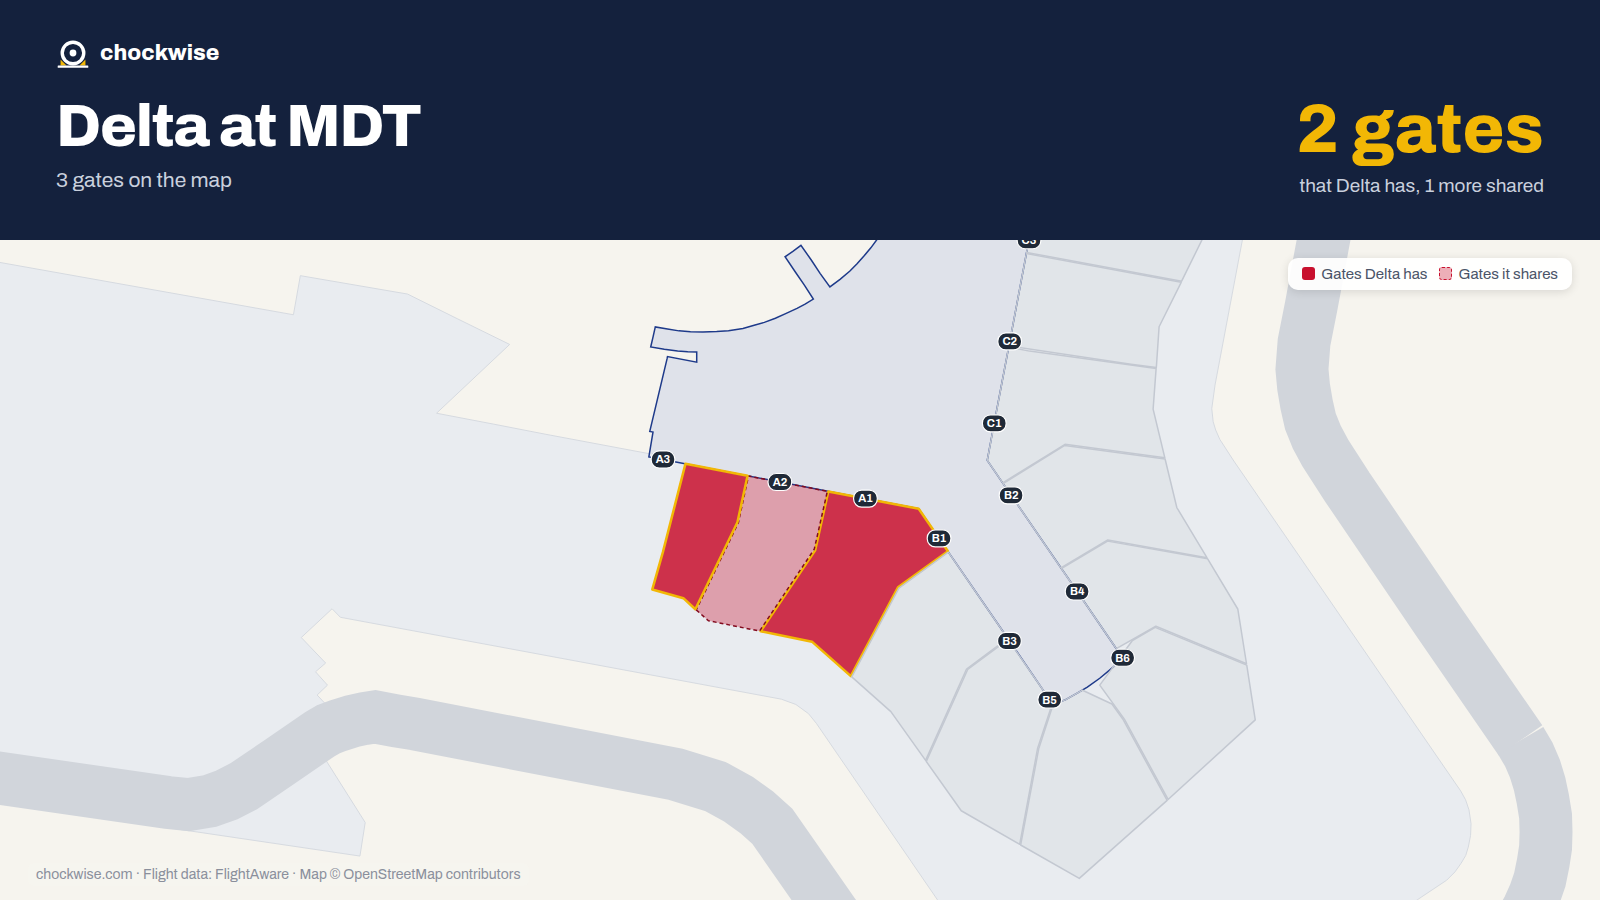 chockwise
Delta at MDT
3 gates on the map
2 gates
that Delta has, 1 more shared
C3
Gates Delta has
Gates it shares
C2
C1
A3
A2
A1
B2
B1
B4
B3
B6
B5
chockwise.com · Flight data: FlightAware · Map © OpenStreetMap contributors